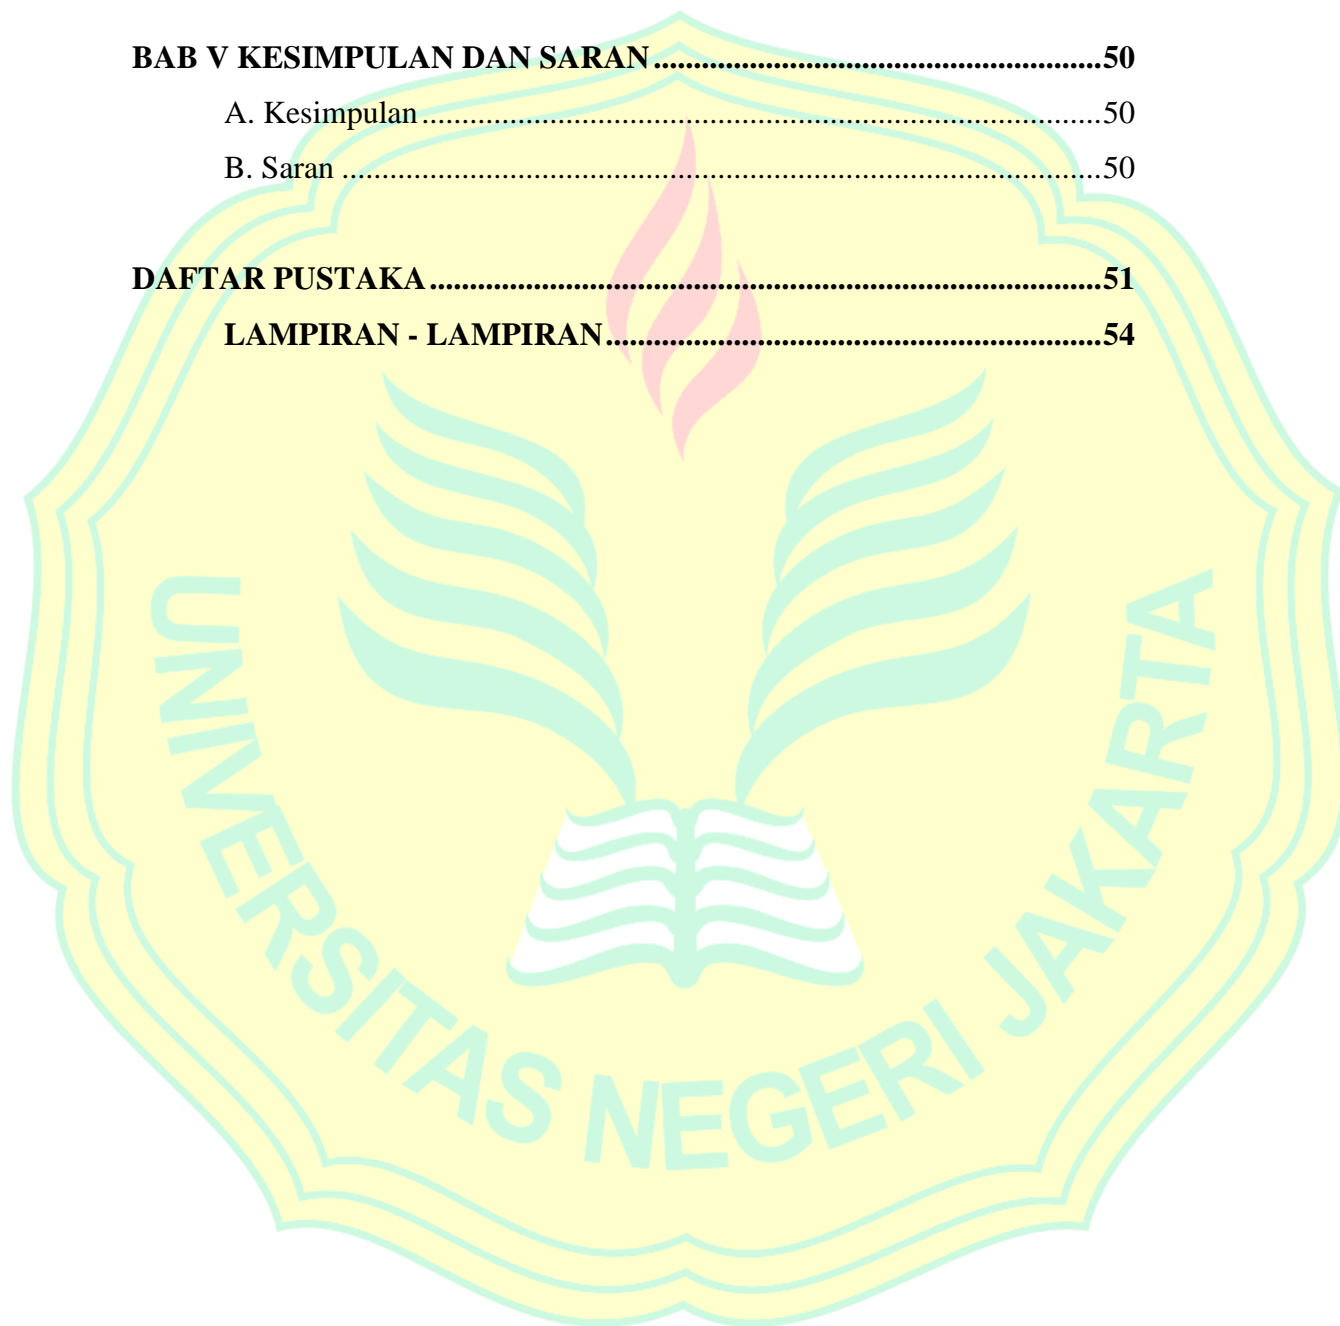 BAB V KESIMPULAN DAN SARAN........................................................50
A. Kesimpulan.....................................................................................50
B. Saran ...............................................................................................50
DAFTAR PUSTAKA....................................................................................51
LAMPIRAN - LAMPIRAN..............................................................54
UNIVERSITAS NEGERI JAKARTA